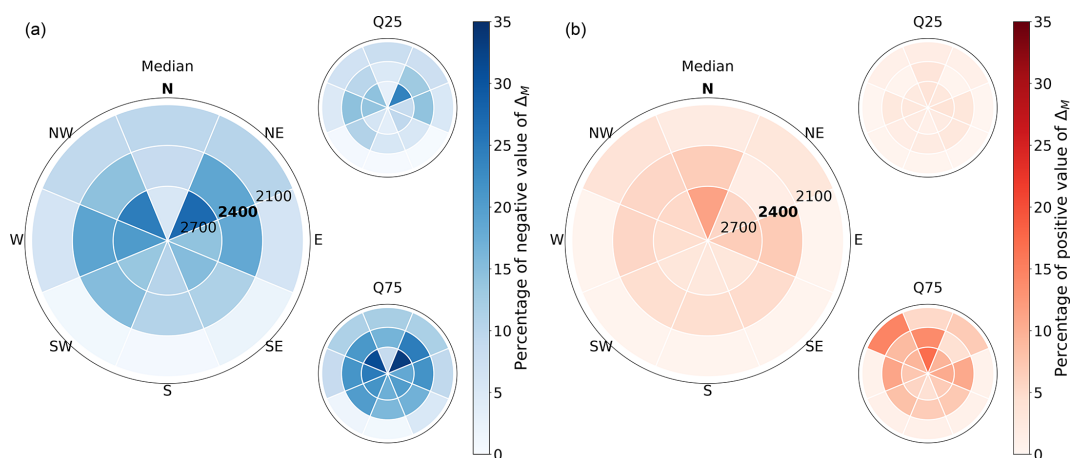 (a)
Median
N
NW
NE
W
E
SW
SE
S
2100
2400
2700
Q25
Q75
35
30
25
20
15
10
5
0
Percentage of negative value of Δ_M
(b)
Median
N
NW
NE
W
E
SW
SE
S
2100
2400
2700
Q25
Q75
35
30
25
20
15
10
5
0
Percentage of positive value of Δ_M